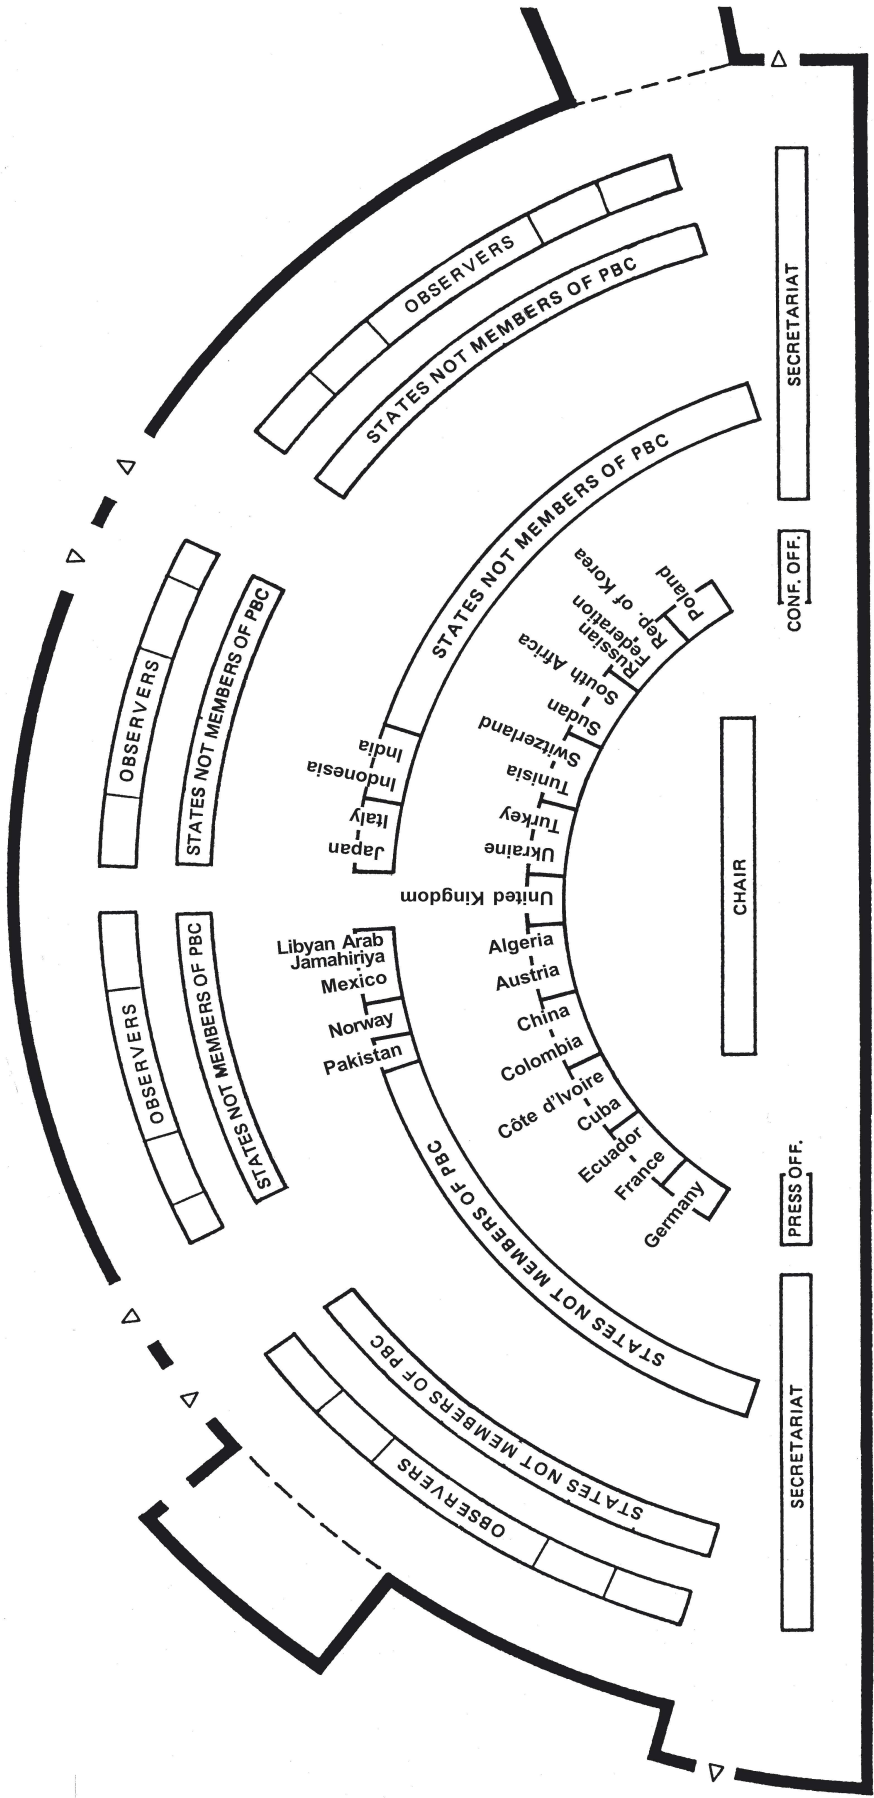 OBSERVERS
STATES NOT MEMBERS OF PBC
SECRETARIAT
STATES NOT MEMBERS OF PBC
CONF. OFF.
Poland
Rep. of Korea
Russian
Federation
South Africa
Sudan
Switzerland
Tunisia
Turkey
Ukraine
United Kingdom
Algeria
Austria
China
Colombia
Côte d'Ivoire
Cuba
Ecuador
France
Germany
India
Indonesia
Italy
Japan
Libyan Arab
Jamahiriya
Mexico
Norway
Pakistan
OBSERVERS
STATES NOT MEMBERS OF PBC
CHAIR
OBSERVERS
STATES NOT MEMBERS OF PBC
STATES NOT MEMBERS OF PBC
PRESS OFF.
STATES NOT MEMBERS OF PBC
OBSERVERS
SECRETARIAT